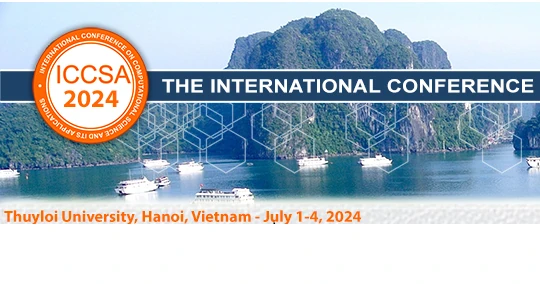 INTERNATIONAL CONFERENCE ON COMPUTATIONAL SCIENCE AND ITS APPLICATIONS •
ICCSA
2024
THE INTERNATIONAL CONFERENCE
Thuyloi University, Hanoi, Vietnam - July 1-4, 2024